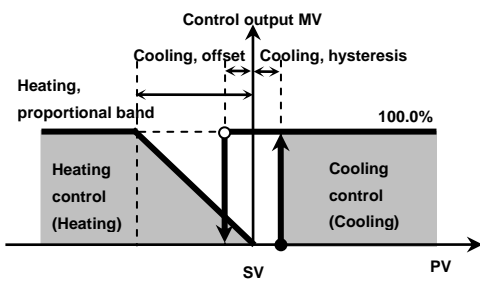 Control output MV
Cooling, offset
Cooling, hysteresis
Heating,
proportional band
100.0%
Heating
control
(Heating)
Cooling
control
(Cooling)
SV
PV